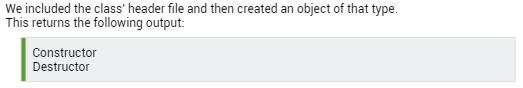 We included the class' header file and then created an object of that type.
This returns the following output:
Constructor
Destructor